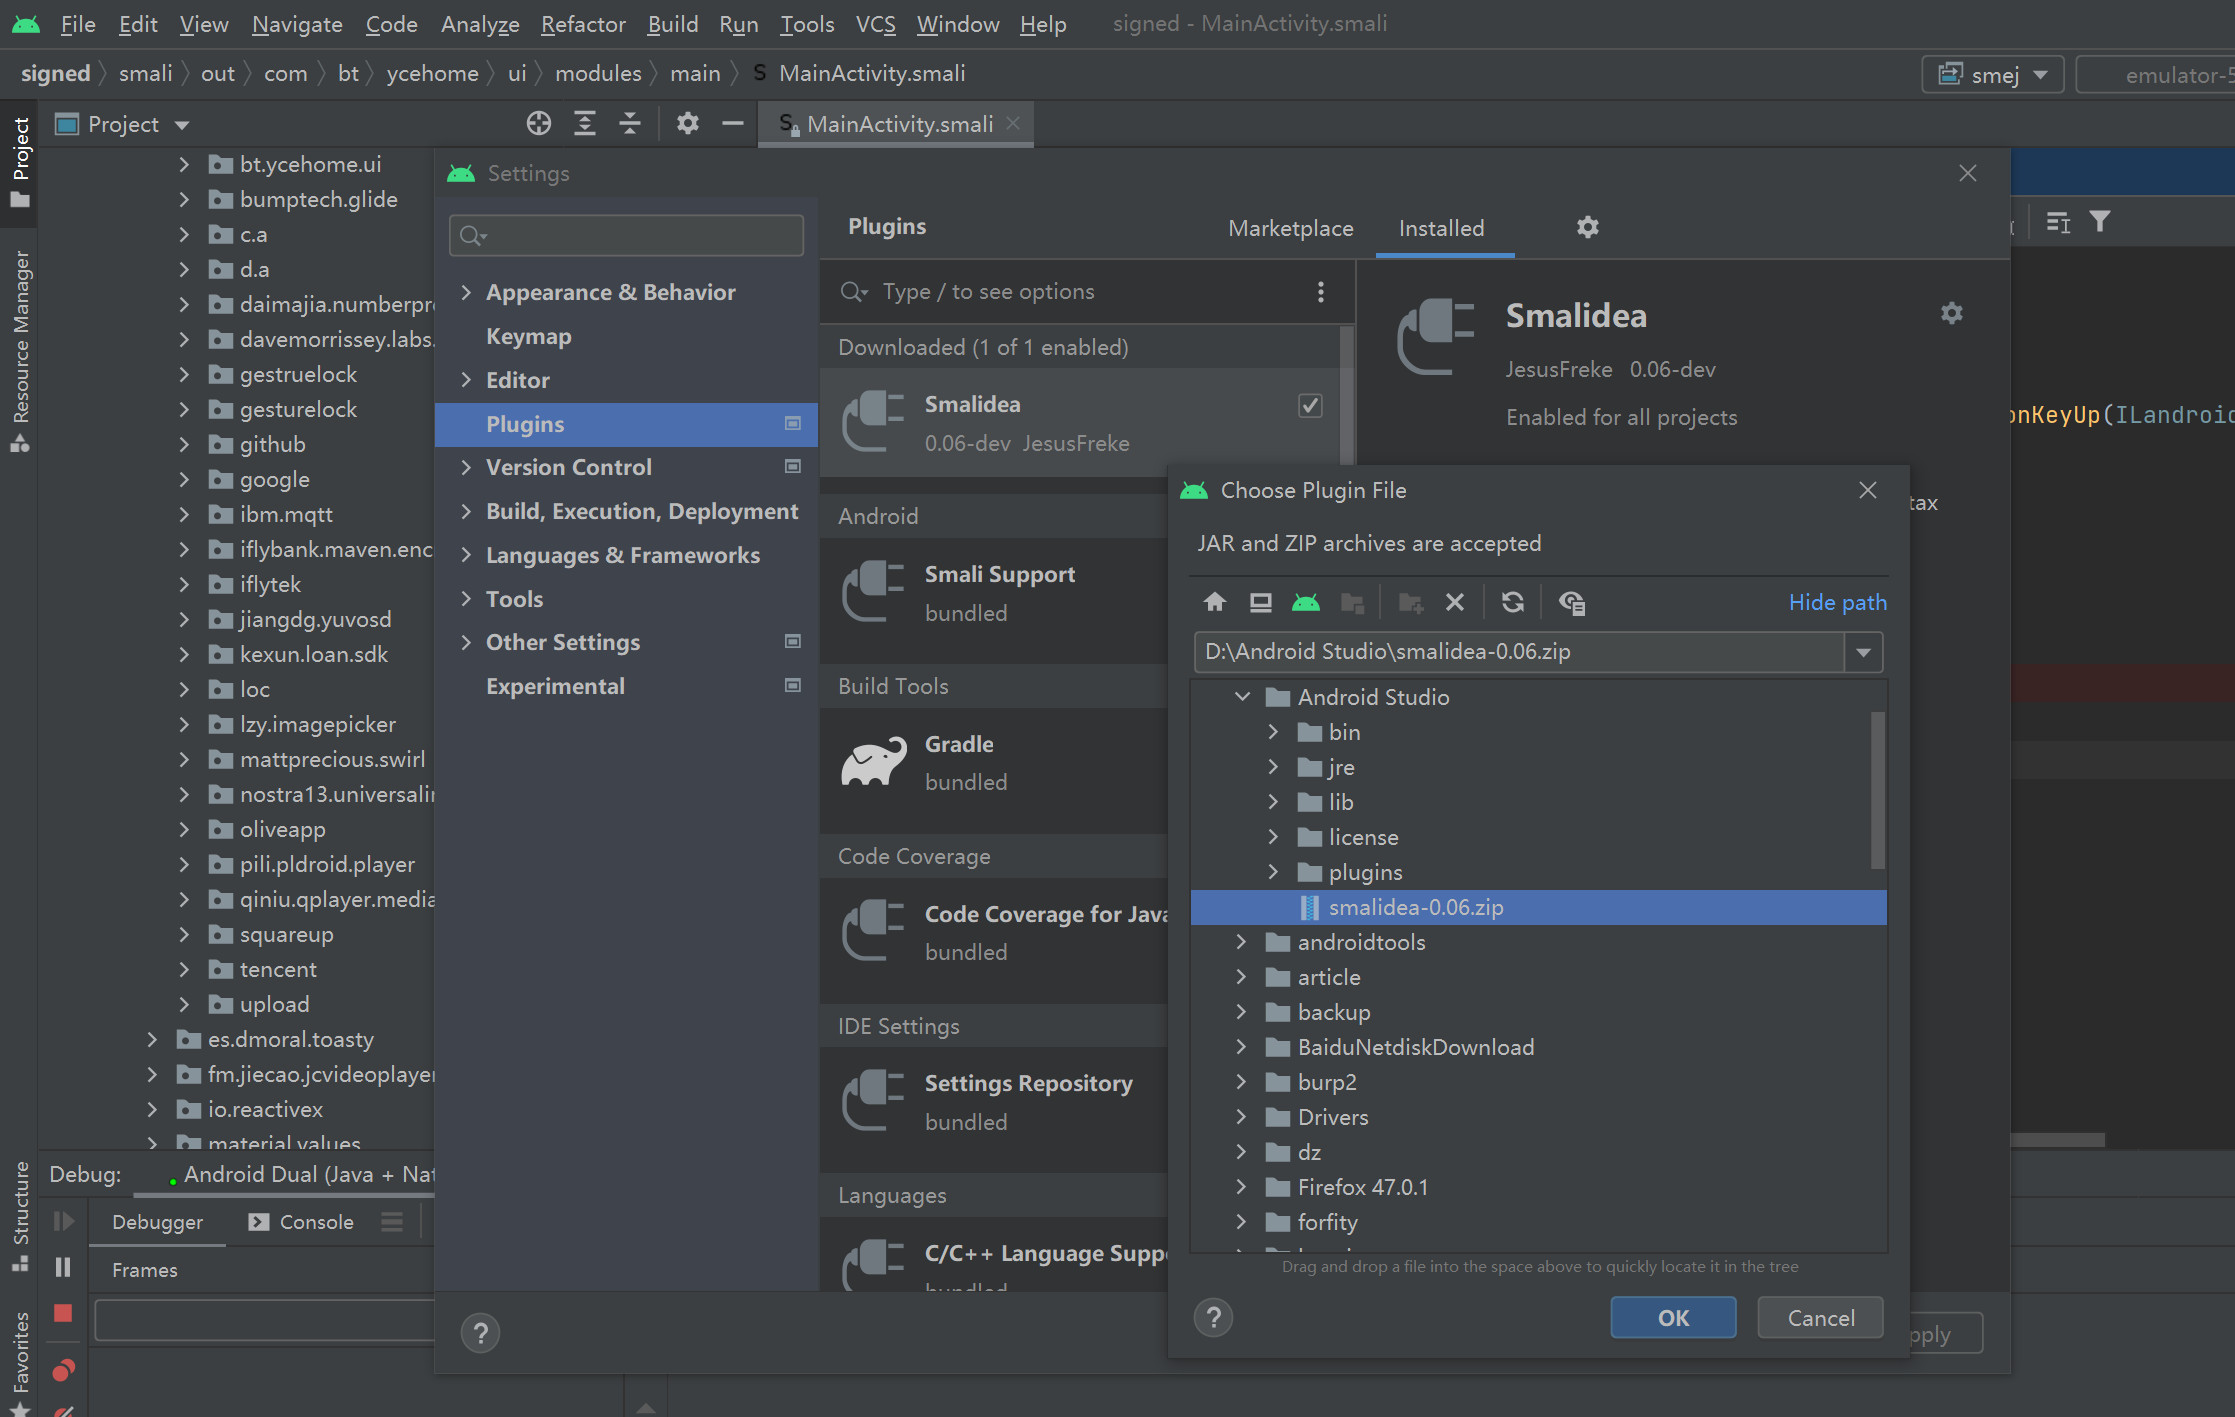 File Edit View Navigate Code Analyze Refactor Build Run Tools VCS Window Help signed - MainActivity.smali
signed smali out com bt ycehome ui modules main MainActivity.smali smej emulator-5
Project
MainActivity.smali
Project
Resource Manager
Structure
Favorites
bt.ycehome.ui
bumptech.glide
c.a
d.a
daimajia.numberpr
davemorrissey.labs.
gestruelock
gesturelock
github
google
ibm.mqtt
iflybank.maven.enc
iflytek
jiangdg.yuvosd
kexun.loan.sdk
loc
lzy.imagepicker
mattprecious.swirl
nostra13.universali
oliveapp
pili.pldroid.player
qiniu.qplayer.media
squareup
tencent
upload
es.dmoral.toasty
fm.jiecao.jcvideoplayer
io.reactivex
material.values
Debug: Android Dual (Java + Nat
Debugger Console
Frames
Settings
Appearance & Behavior
Keymap
Editor
Plugins
Version Control
Build, Execution, Deployment
Languages & Frameworks
Tools
Other Settings
Experimental
?
Plugins Marketplace Installed
Type / to see options
Downloaded (1 of 1 enabled)
Smalidea
0.06-dev JesusFreke
Android
Smali Support
bundled
Build Tools
Gradle
bundled
Code Coverage
Code Coverage for Java
bundled
IDE Settings
Settings Repository
bundled
Languages
C/C++ Language Supp
bundled
Smalidea
JesusFreke 0.06-dev
Enabled for all projects
tax
onKeyUp(ILandroid
Choose Plugin File
JAR and ZIP archives are accepted
Hide path
D:\Android Studio\smalidea-0.06.zip
Android Studio
bin
jre
lib
license
plugins
smalidea-0.06.zip
androidtools
article
backup
BaiduNetdiskDownload
burp2
Drivers
dz
Firefox 47.0.1
forfity
Drag and drop a file into the space above to quickly locate it in the tree
? OK Cancel
pply